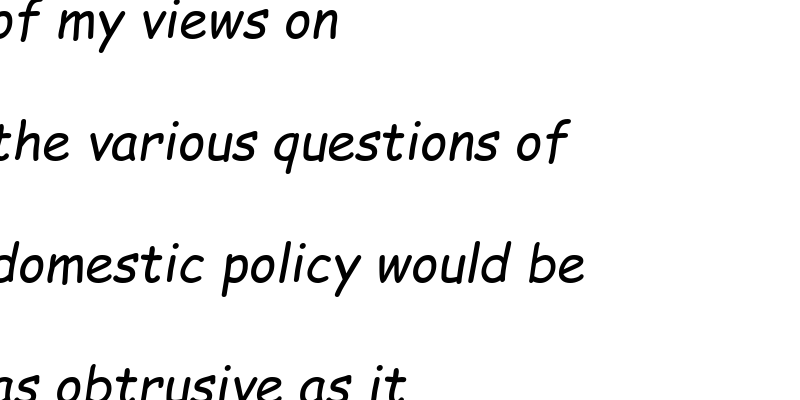 of my views on
the various questions of
domestic policy would be
as obtrusive as it